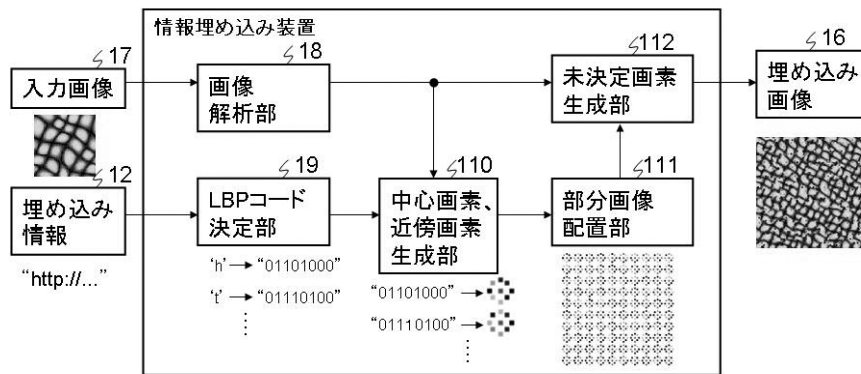 情報埋め込み装置
17
入力画像
18
画像
解析部
112
未決定画素
生成部
16
埋め込み
画像
12
埋め込み
情報
"http://..."
19
LBPコード
決定部
'h' → "01101000"
't' → "01110100"
⋮
110
中心画素、
近傍画素
生成部
"01101000" →
"01110100" →
⋮
111
部分画像
配置部